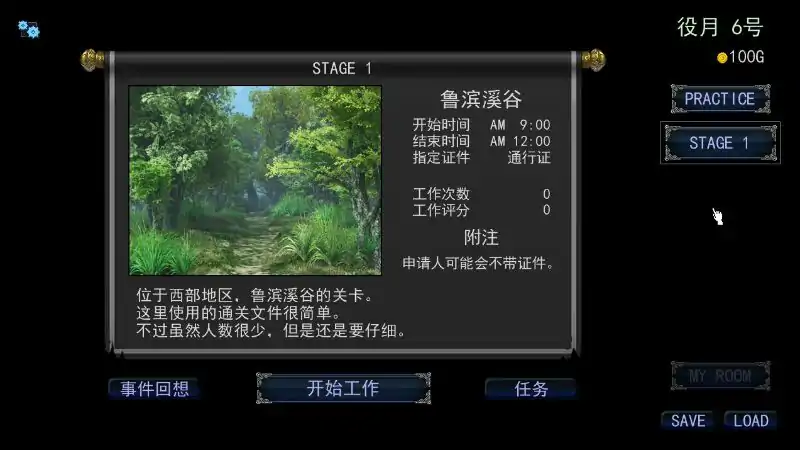 役月 6号
100G
STAGE 1
鲁滨溪谷
开始时间 AM 9:00
结束时间 AM 12:00
指定证件 通行证
工作次数 0
工作评分 0
附注
申请人可能会不带证件。
位于西部地区，鲁滨溪谷的关卡。
这里使用的通关文件很简单。
不过虽然人数很少，但是还是要仔细。
PRACTICE
STAGE 1
MY ROOM
事件回想
开始工作
任务
SAVE
LOAD